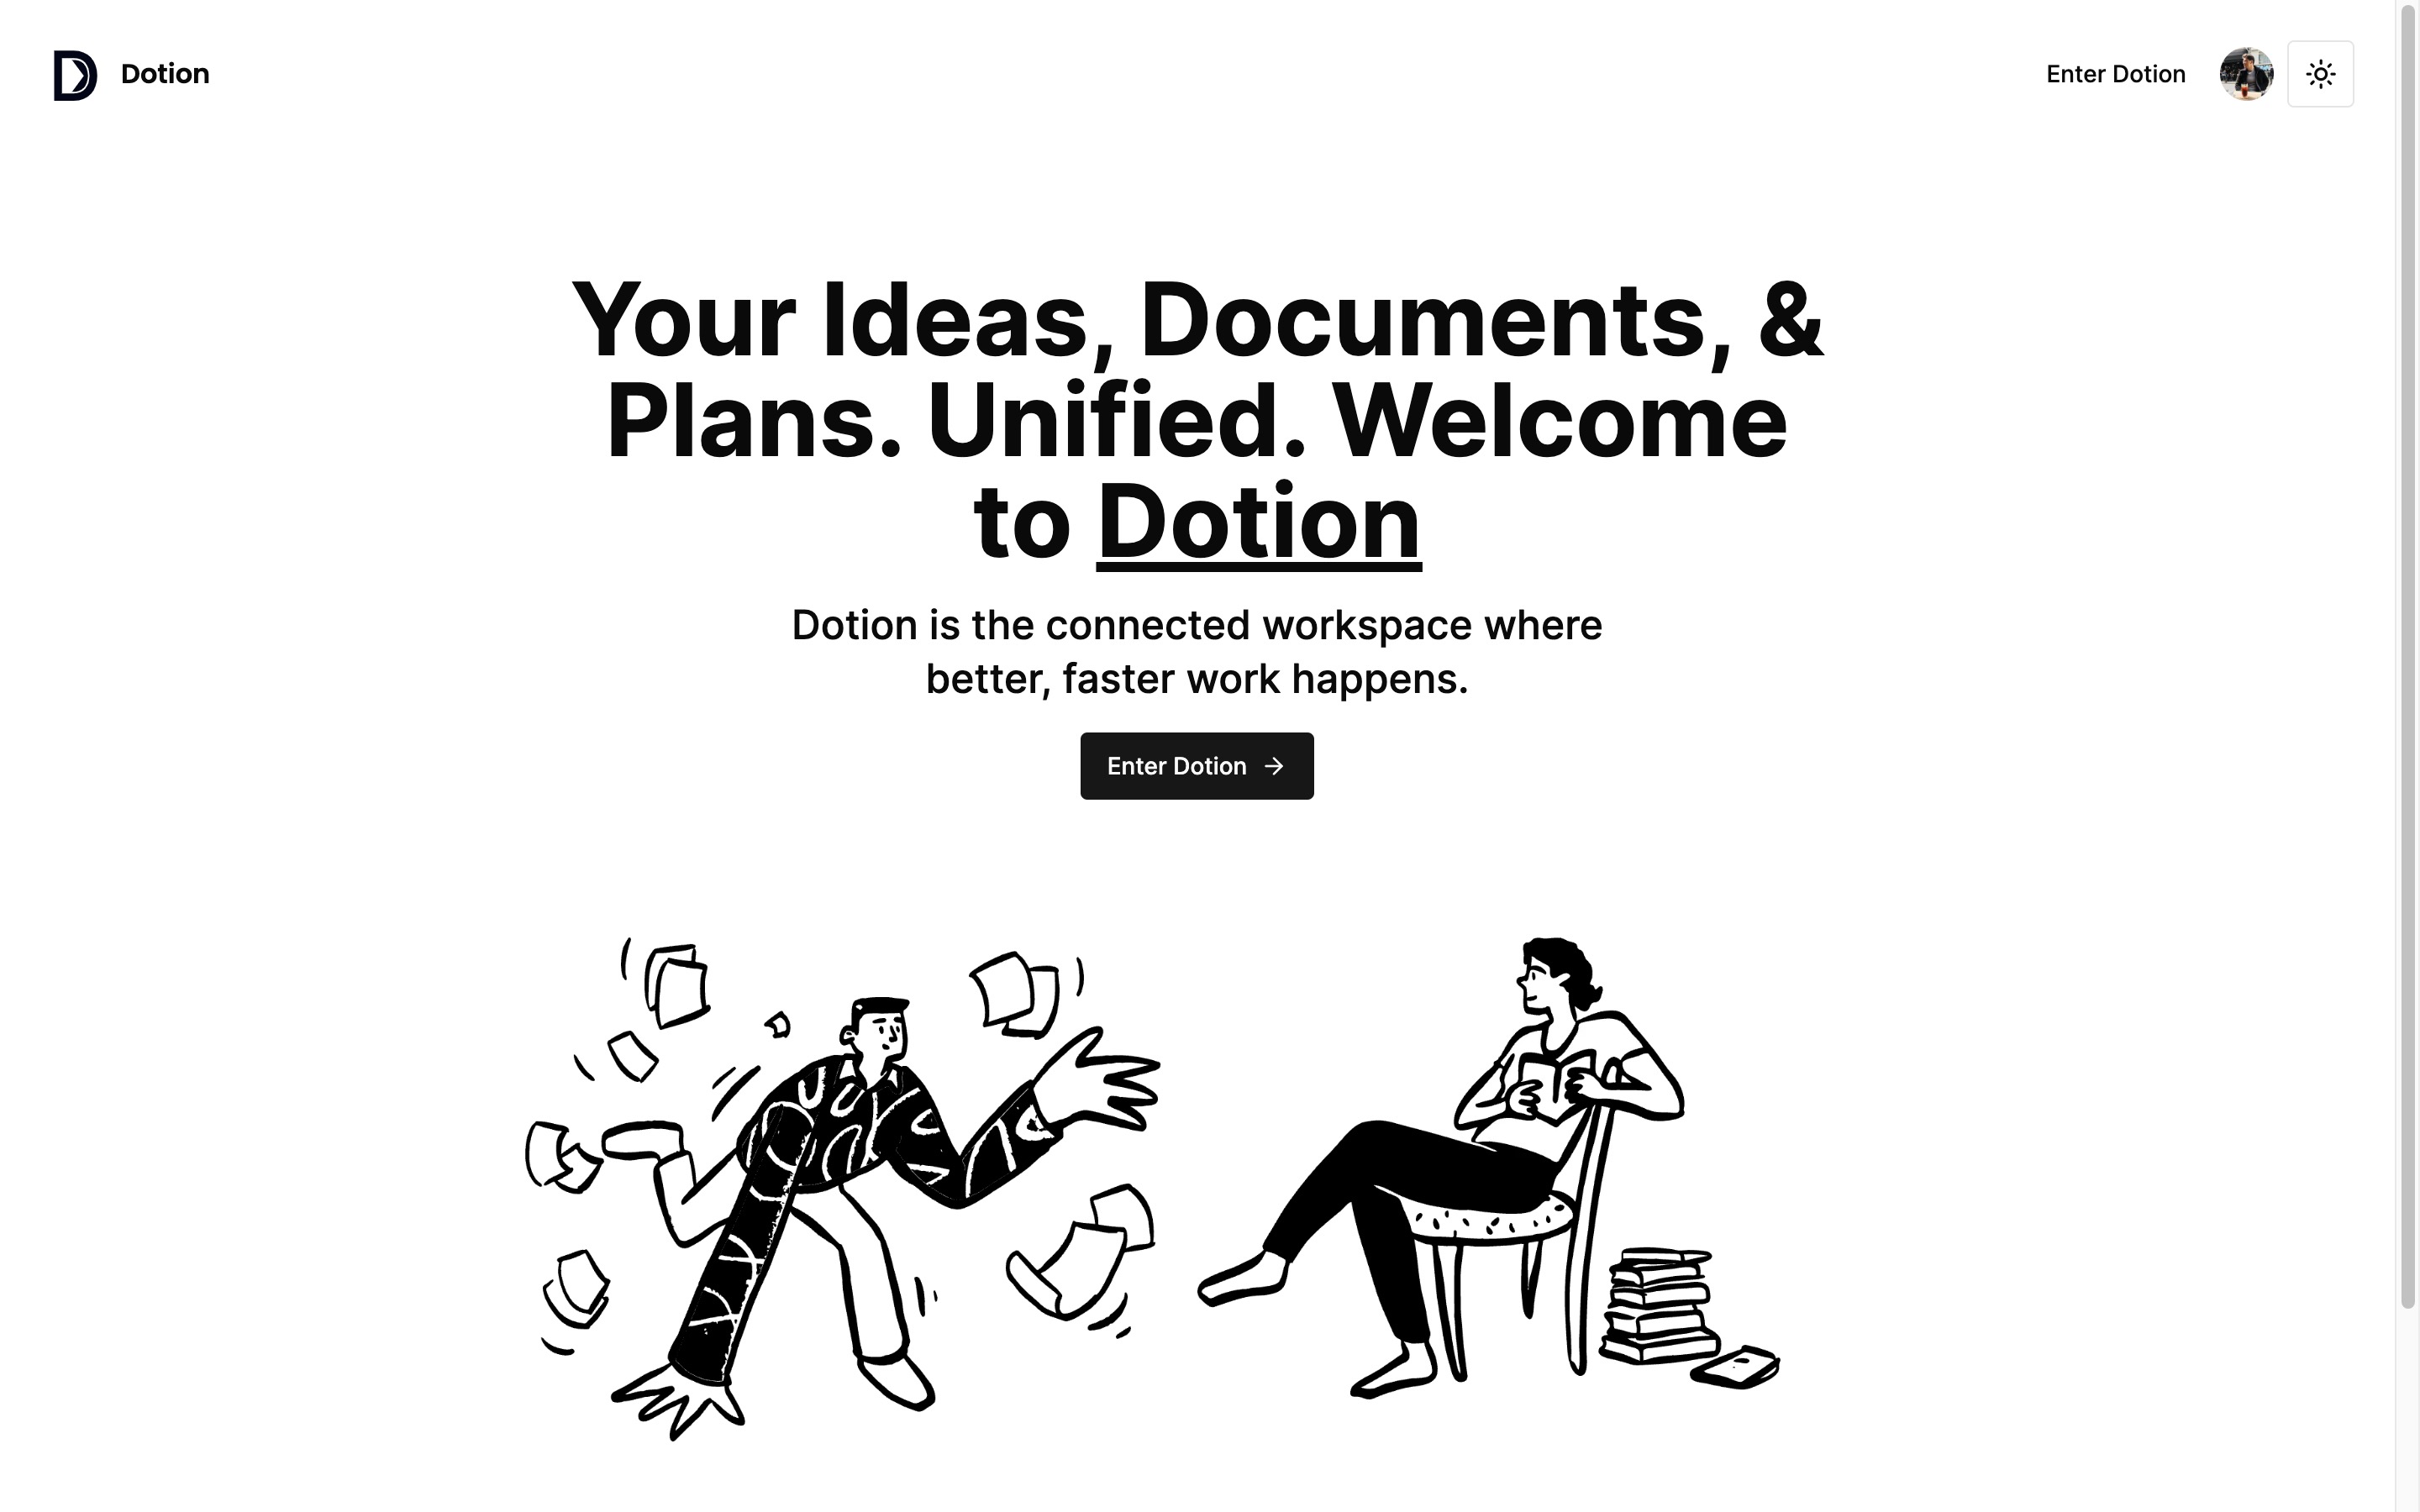 Dotion
Enter Dotion
Your Ideas, Documents, &
Plans. Unified. Welcome
to Dotion
Dotion is the connected workspace where
better, faster work happens.
Enter Dotion →